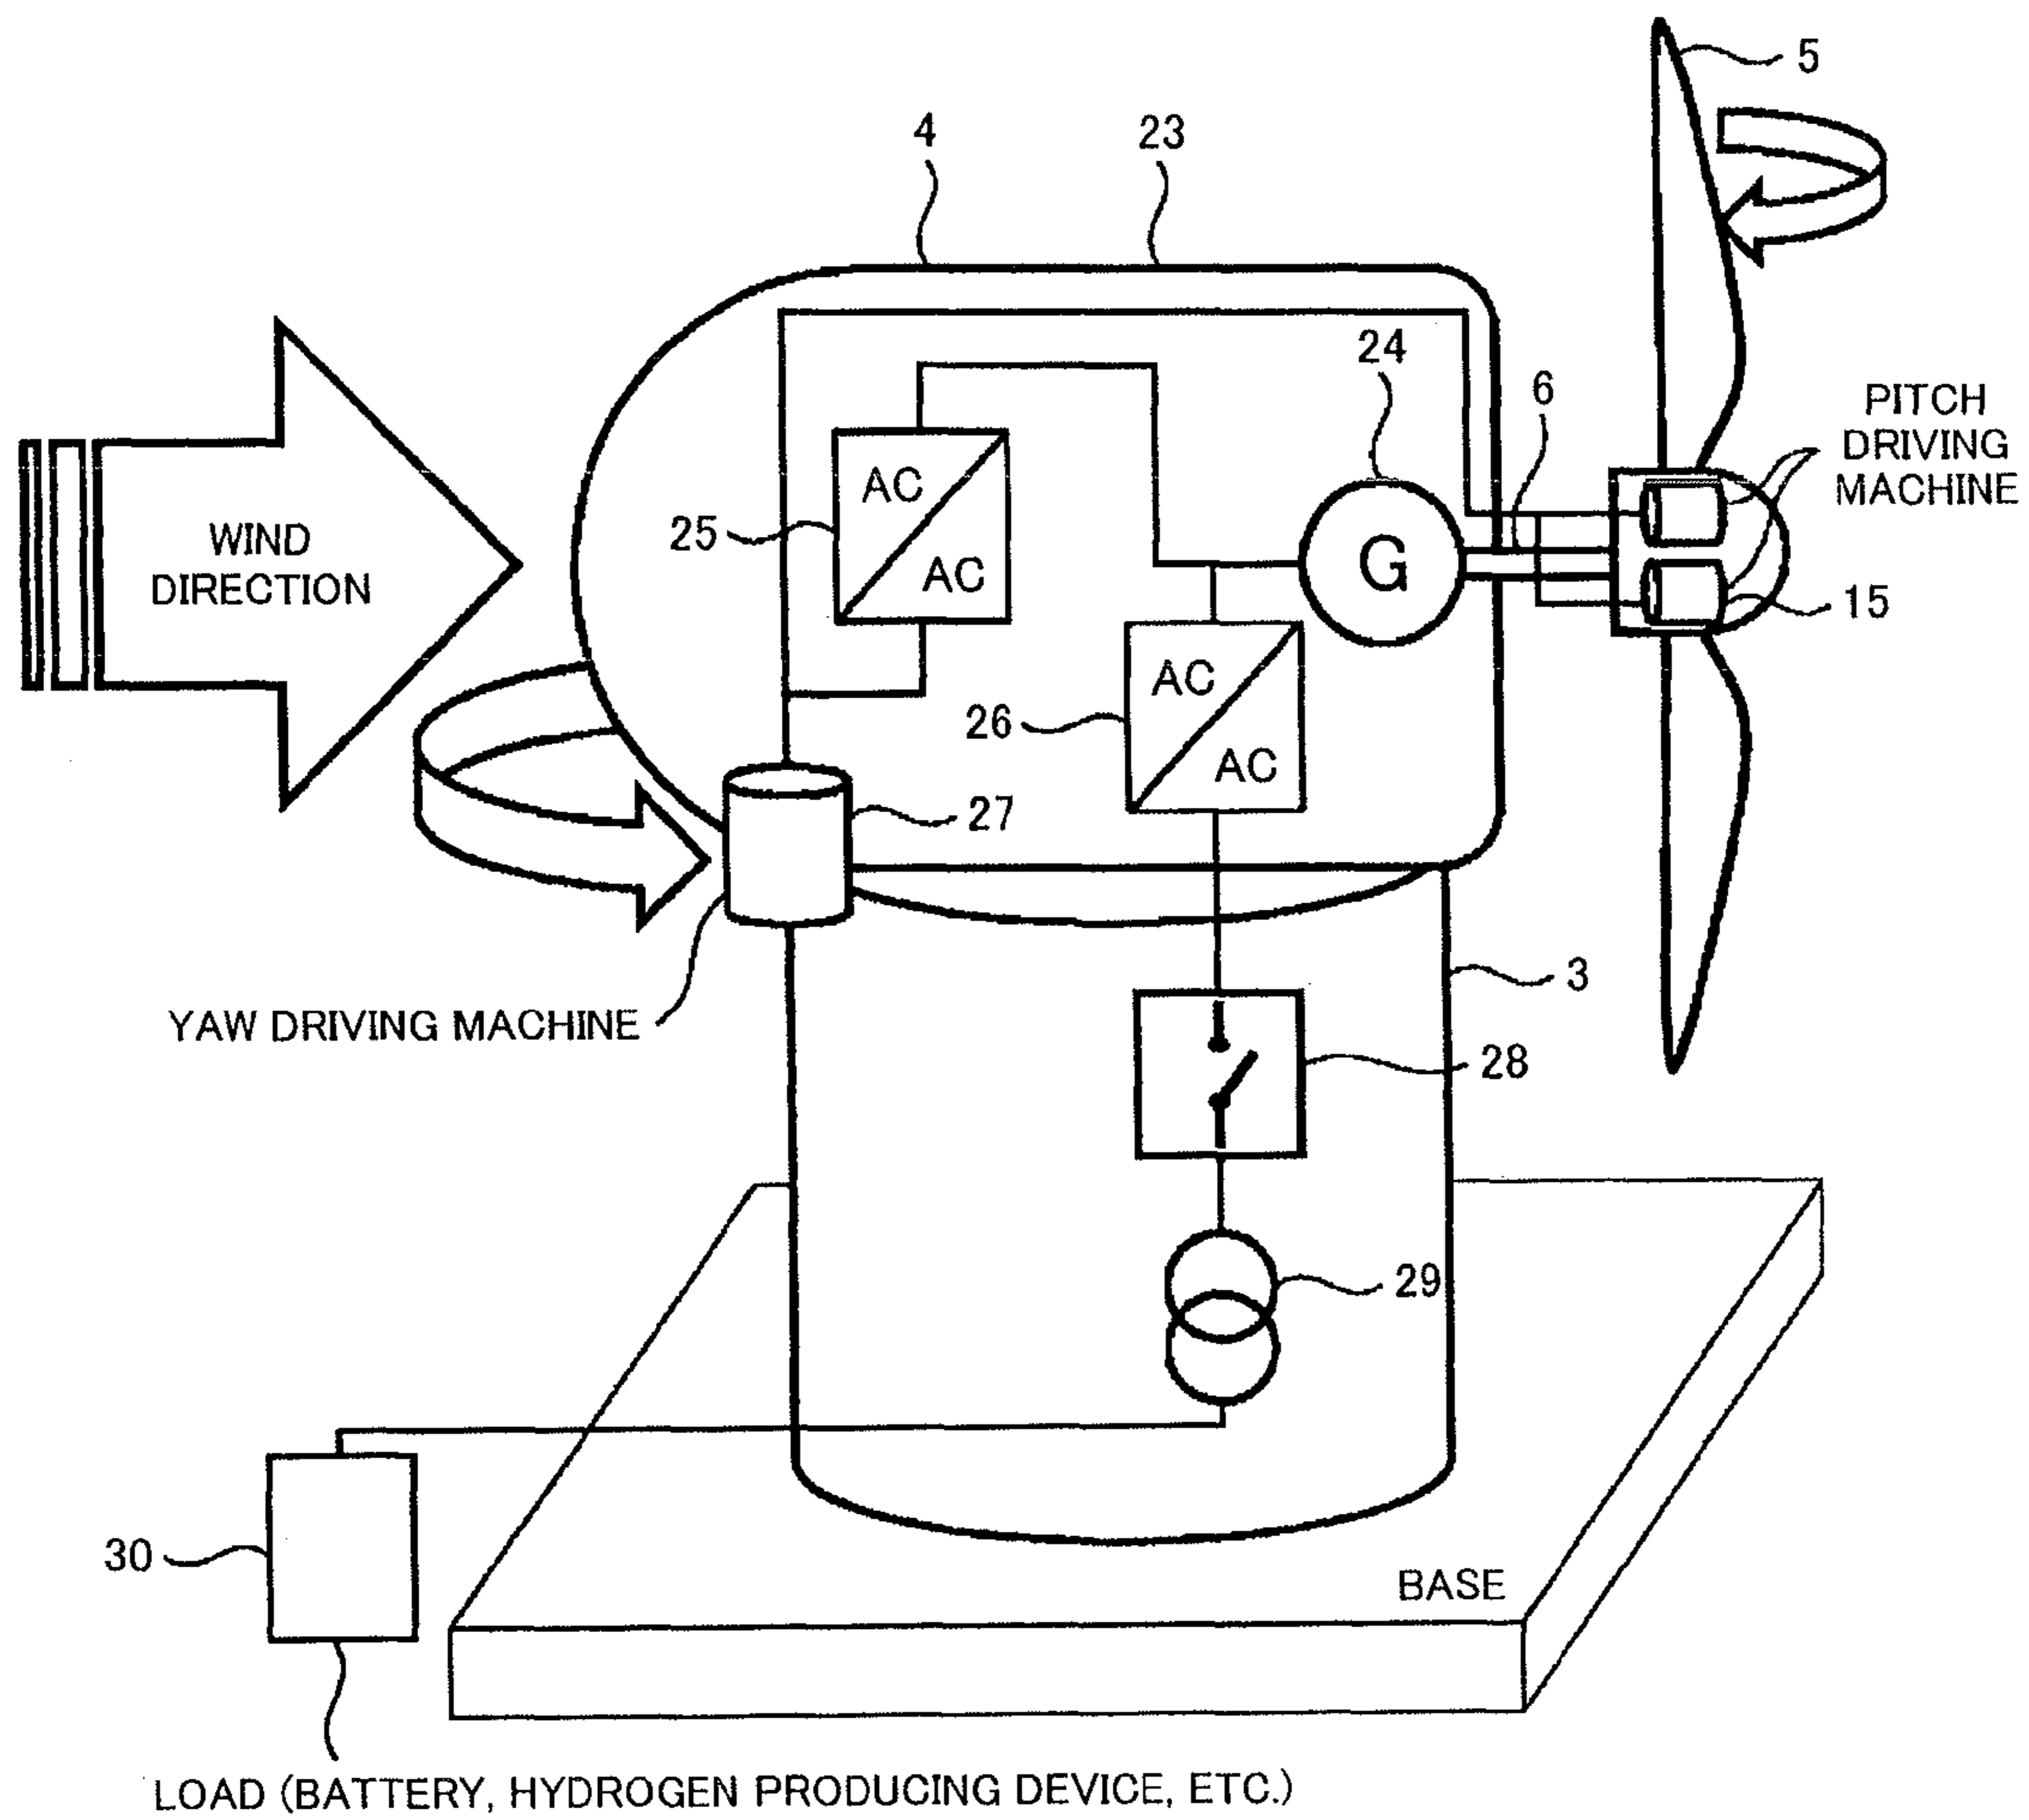 5
4
23
24
6
PITCH
DRIVING
MACHINE
WIND
DIRECTION
AC
AC
25
G
15
AC
AC
26
27
3
YAW DRIVING MACHINE
28
29
30
BASE
LOAD (BATTERY, HYDROGEN PRODUCING DEVICE, ETC.)